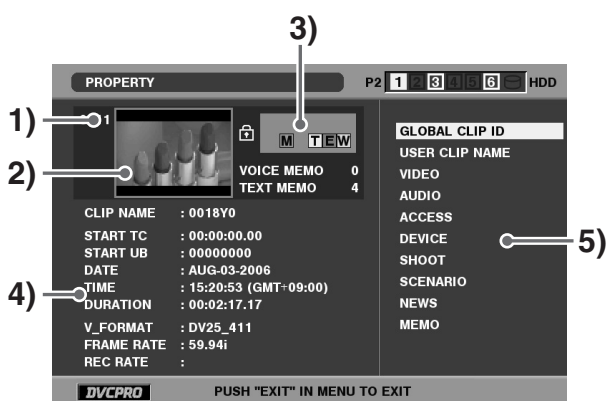 3)
PROPERTY
P2 1 2 3 4 5 6 HDD
1)
1
2)
M T E W
VOICE MEMO 0
TEXT MEMO 4
CLIP NAME : 0018Y0
START TC : 00:00:00.00
START UB : 00000000
DATE : AUG-03-2006
4)
TIME : 15:20:53 (GMT+09:00)
DURATION : 00:02:17.17
V_FORMAT : DV25_411
FRAME RATE : 59.94i
REC RATE :
GLOBAL CLIP ID
USER CLIP NAME
VIDEO
AUDIO
ACCESS
DEVICE
5)
SHOOT
SCENARIO
NEWS
MEMO
DVCPRO
PUSH "EXIT" IN MENU TO EXIT